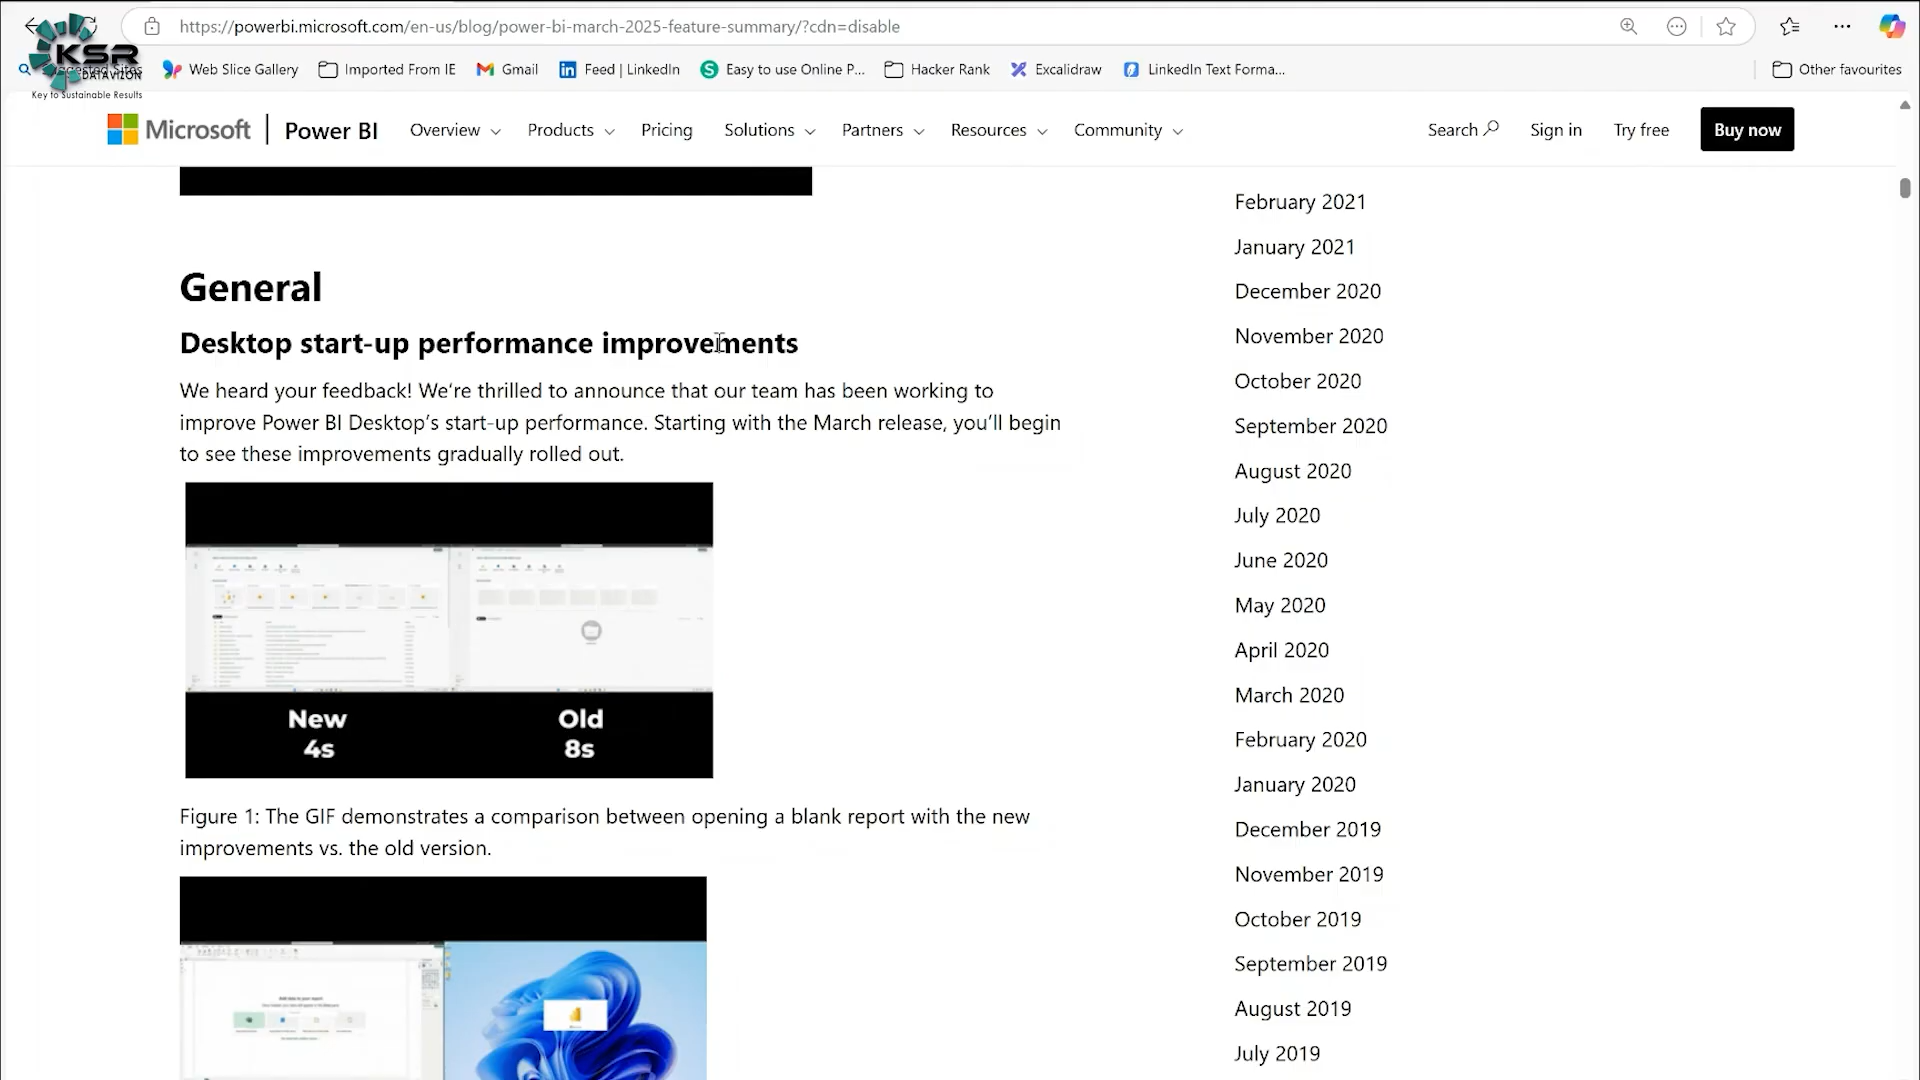 https://powerbi.microsoft.com/en-us/blog/power-bi-march-2025-feature-summary/?cdn=disable
KSR
DATAVIZON
Key to Sustainable Results
Web Slice Gallery
Imported From IE
Gmail
Feed | LinkedIn
Easy to use Online P...
Hacker Rank
Excalidraw
LinkedIn Text Forma...
Other favourites
Microsoft
Power BI
Overview
Products
Pricing
Solutions
Partners
Resources
Community
Search
Sign in
Try free
Buy now
General
Desktop start-up performance improvements
We heard your feedback! We’re thrilled to announce that our team has been working to
improve Power BI Desktop’s start-up performance. Starting with the March release, you’ll begin
to see these improvements gradually rolled out.
New
4s
Old
8s
Figure 1: The GIF demonstrates a comparison between opening a blank report with the new
improvements vs. the old version.
February 2021
January 2021
December 2020
November 2020
October 2020
September 2020
August 2020
July 2020
June 2020
May 2020
April 2020
March 2020
February 2020
January 2020
December 2019
November 2019
October 2019
September 2019
August 2019
July 2019